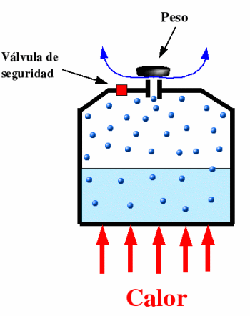 Peso
Válvula de
seguridad
Calor